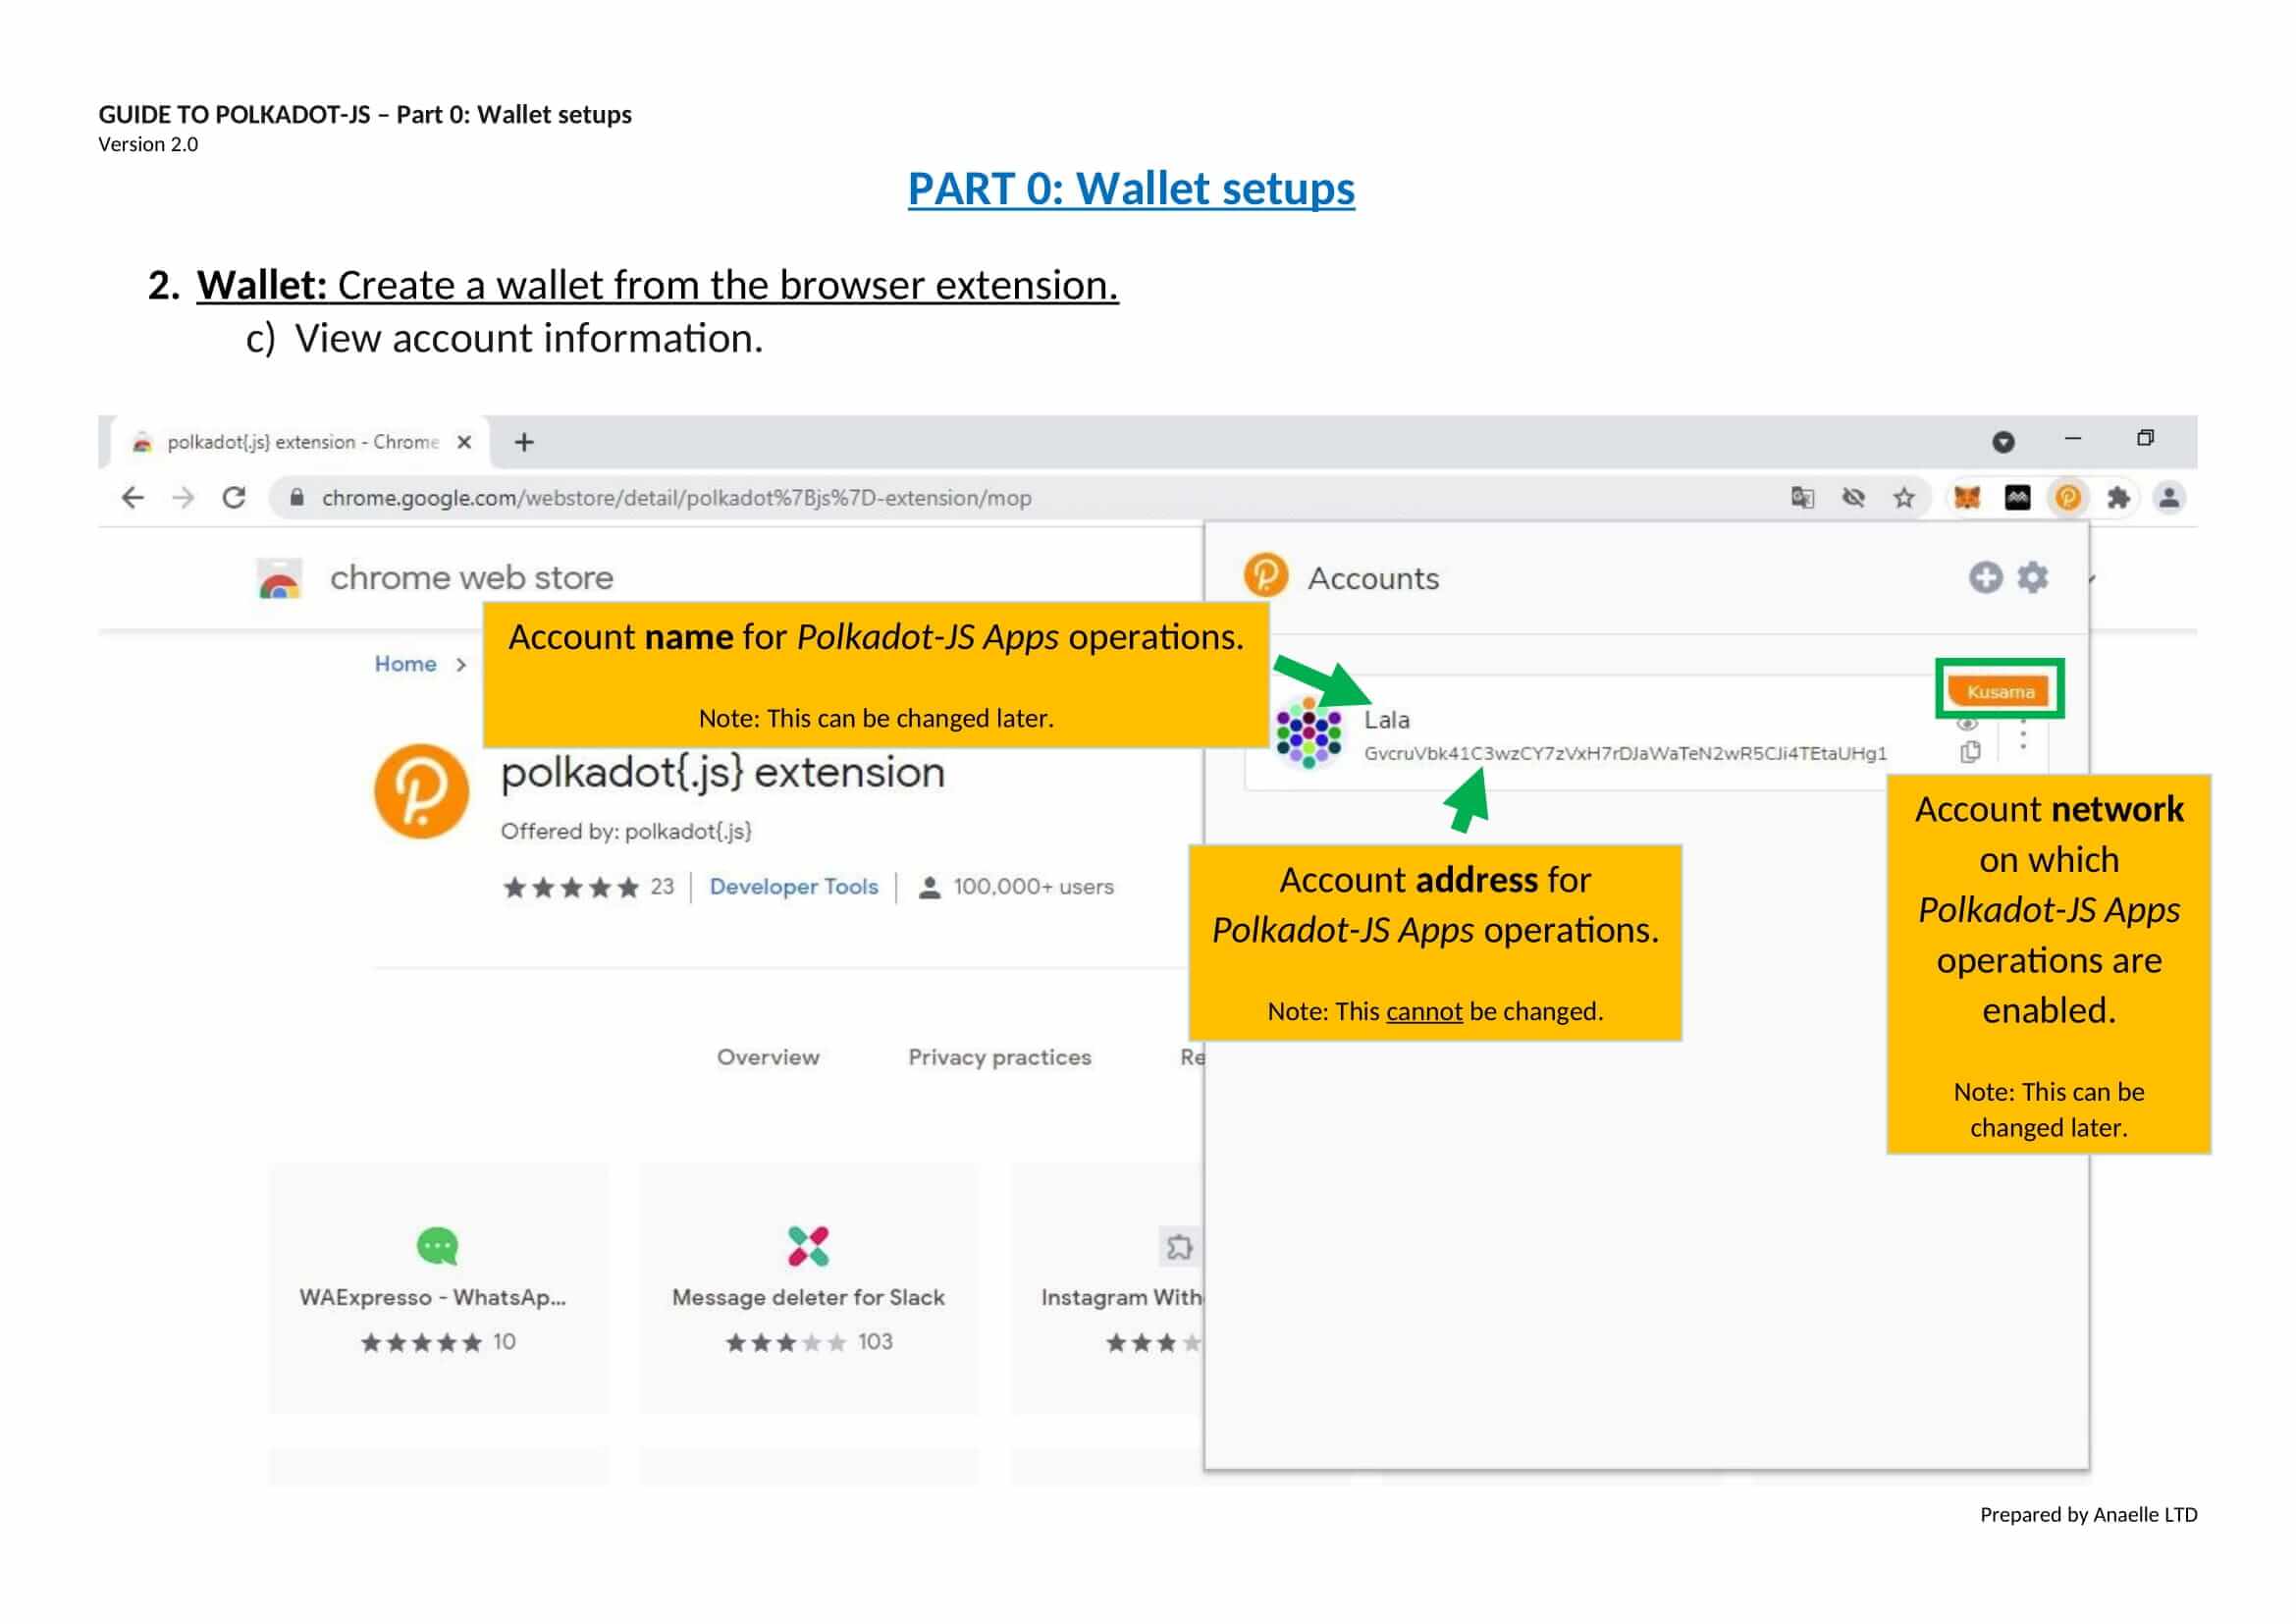 GUIDE TO POLKADOT-JS – Part 0: Wallet setups
Version 2.0
PART 0: Wallet setups
2. Wallet: Create a wallet from the browser extension.
c) View account information.
polkadot{.js} extension - Chrome
chrome.google.com/webstore/detail/polkadot%7Bjs%7D-extension/mop
chrome web store
Accounts
Account name for Polkadot-JS Apps operations.
Note: This can be changed later.
Home
Kusama
Lala
GvcruVbk41C3wzCY7zVxH7rDJaWaTeN2wR5CJi4TEtaUHg1
polkadot{.js} extension
Offered by: polkadot{.js}
23
Developer Tools
100,000+ users
Account address for
Polkadot-JS Apps operations.
Note: This cannot be changed.
Account network
on which
Polkadot-JS Apps
operations are
enabled.
Note: This can be
changed later.
Overview
Privacy practices
Re
WAExpresso - WhatsAp...
10
Message deleter for Slack
103
Instagram With
Prepared by Anaelle LTD